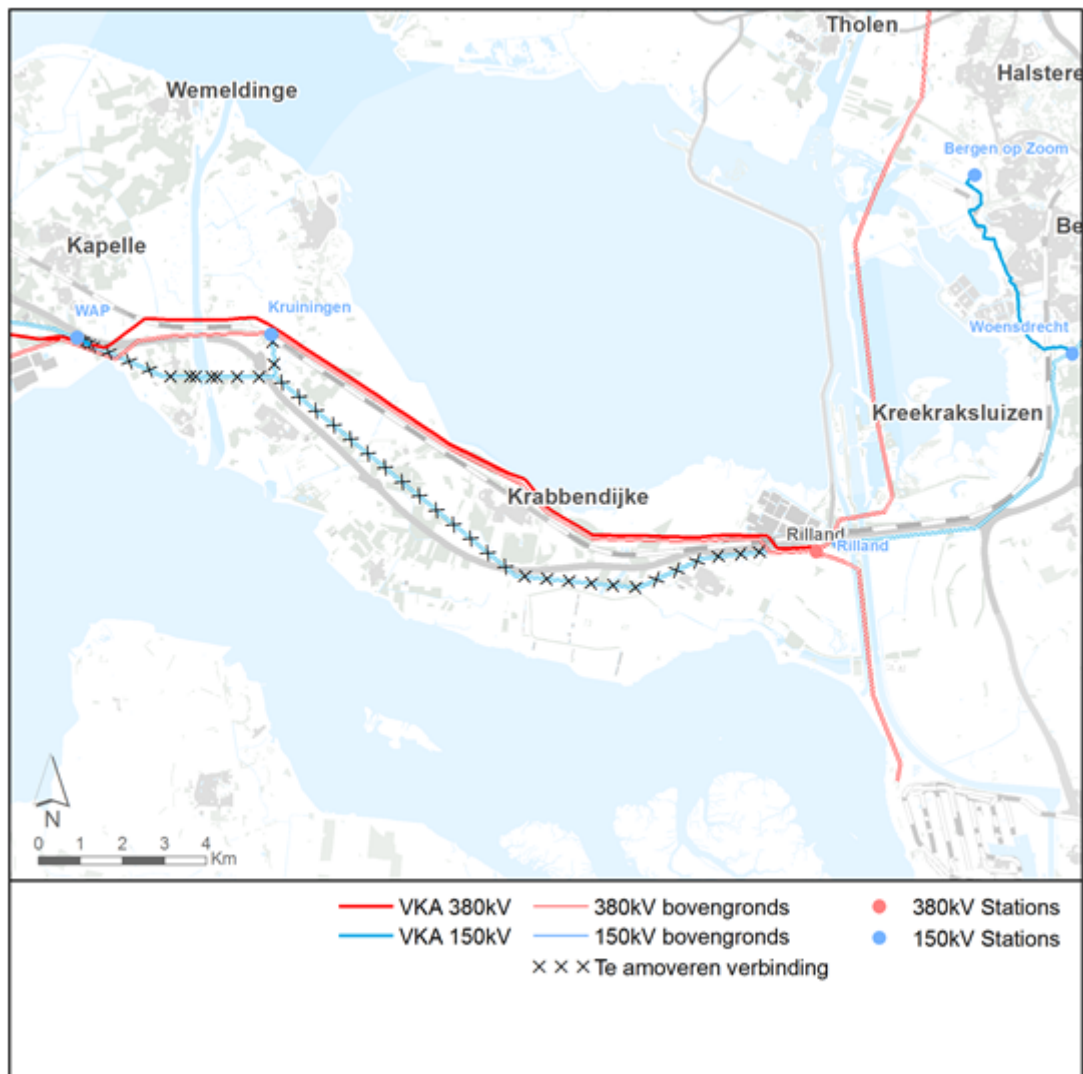 Tholen
Halstere
Wemeldinge
Bergen op Zoom
Be
Kapelle
WAP
Kruiningen
Woensdrecht
Kreekraksluizen
Krabbendijke
Rilland
Rilland
N
0 1 2 3 4
Km
VKA 380kV 380kV bovengronds 380kV Stations
VKA 150kV 150kV bovengronds 150kV Stations
Te amoveren verbinding